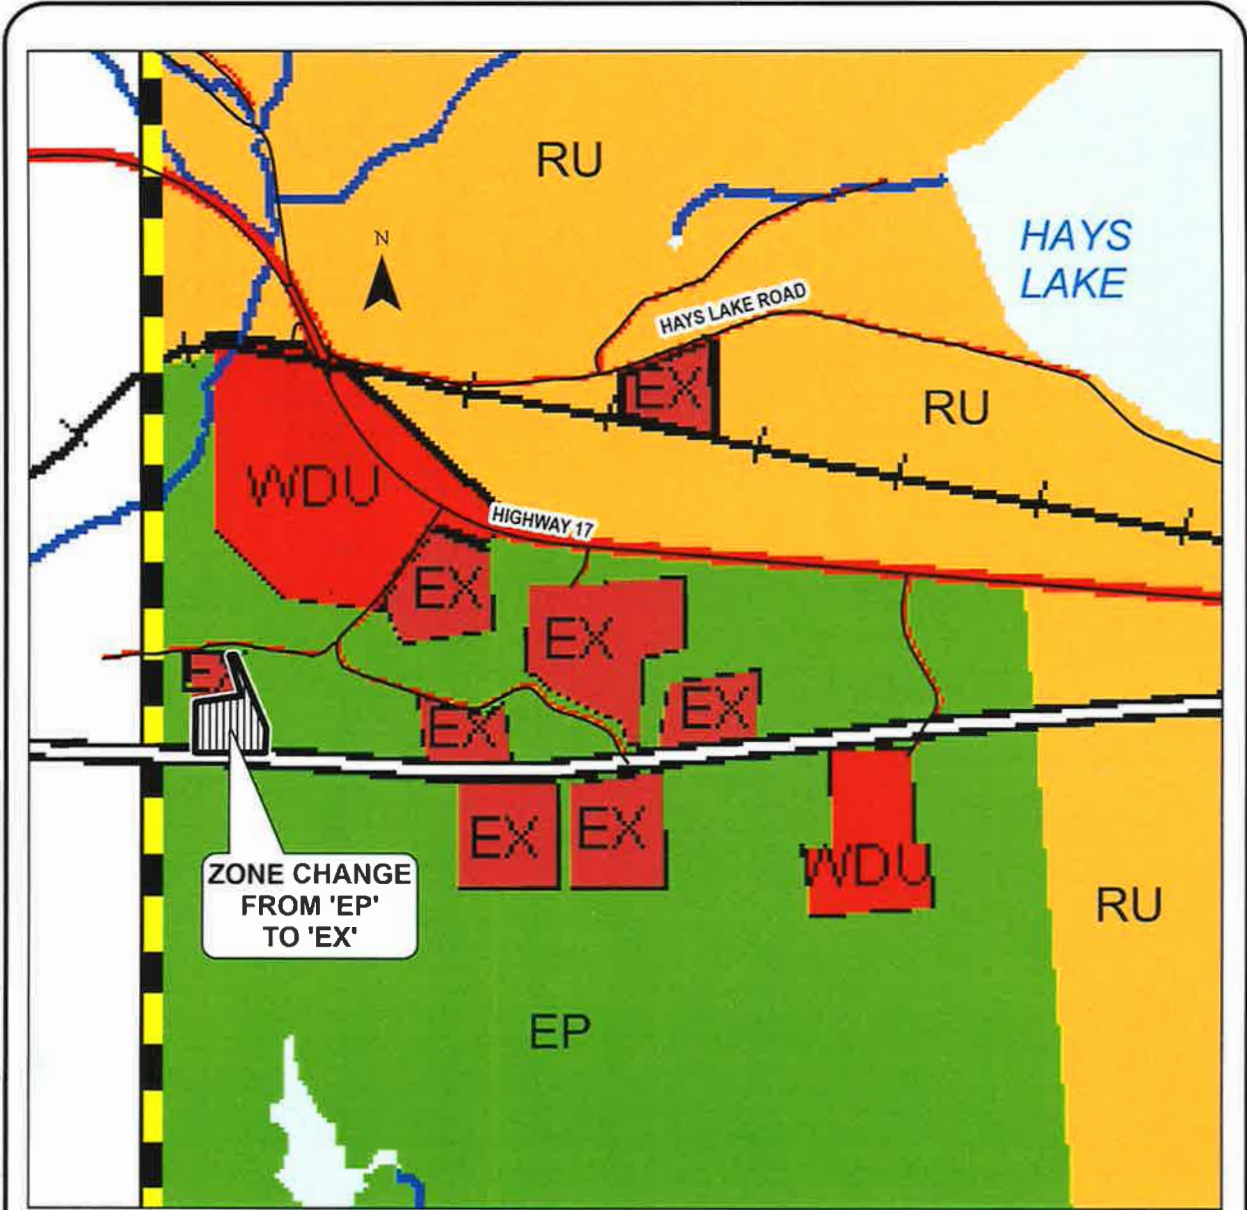 RU
HAYS
LAKE
N
HAYS LAKE ROAD
EX
RU
WDU
HIGHWAY 17
EX
EX
EX
EX
EX
EX
EX
WDU
ZONE CHANGE
FROM 'EP'
TO 'EX'
RU
EP